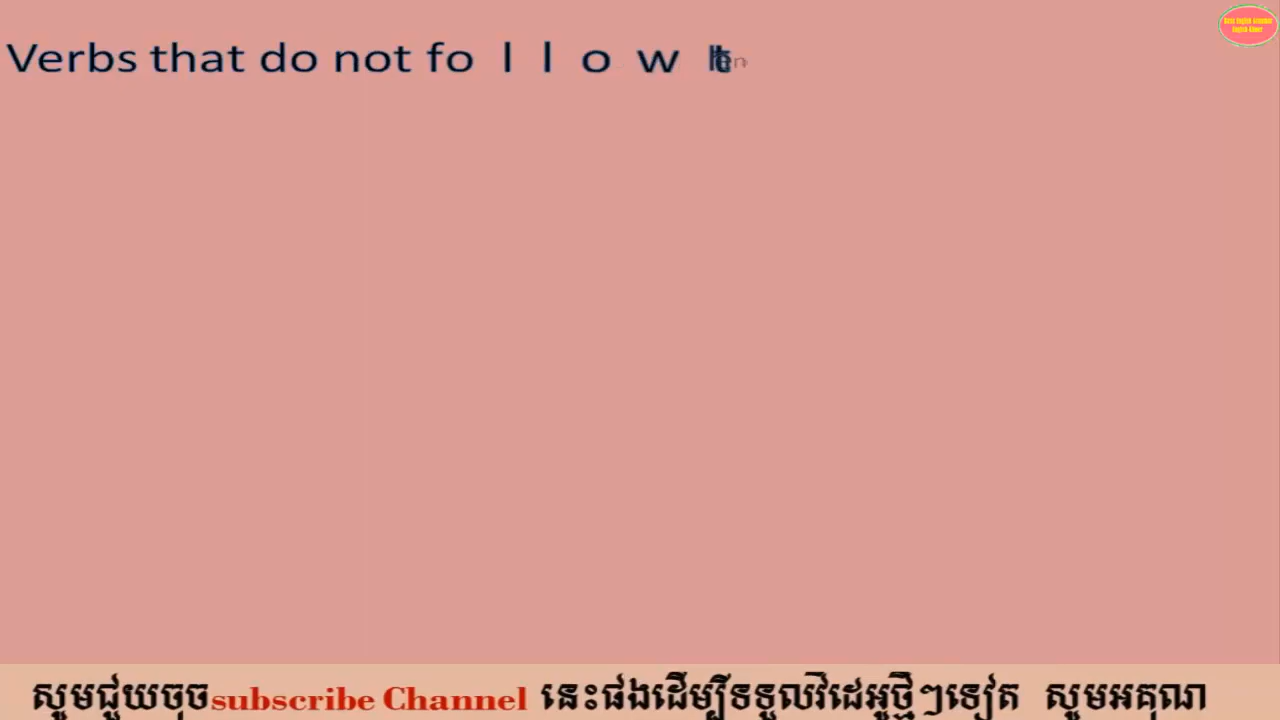 Verbs that do not follow
សូមជួយចុចsubscribe Channel នេះផងដើម្បីទទួលវីដេអូថ្មីៗទៀត សូមអគុណ